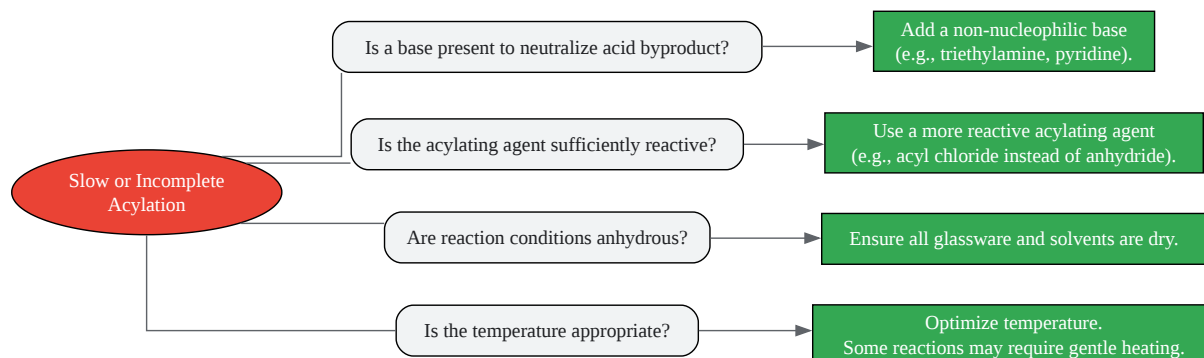 Is a base present to neutralize acid byproduct?
Add a non-nucleophilic base
(e.g., triethylamine, pyridine).
Is the acylating agent sufficiently reactive?
Use a more reactive acylating agent
(e.g., acyl chloride instead of anhydride).
Slow or Incomplete
Acylation
Are reaction conditions anhydrous?
Ensure all glassware and solvents are dry.
Is the temperature appropriate?
Optimize temperature.
Some reactions may require gentle heating.